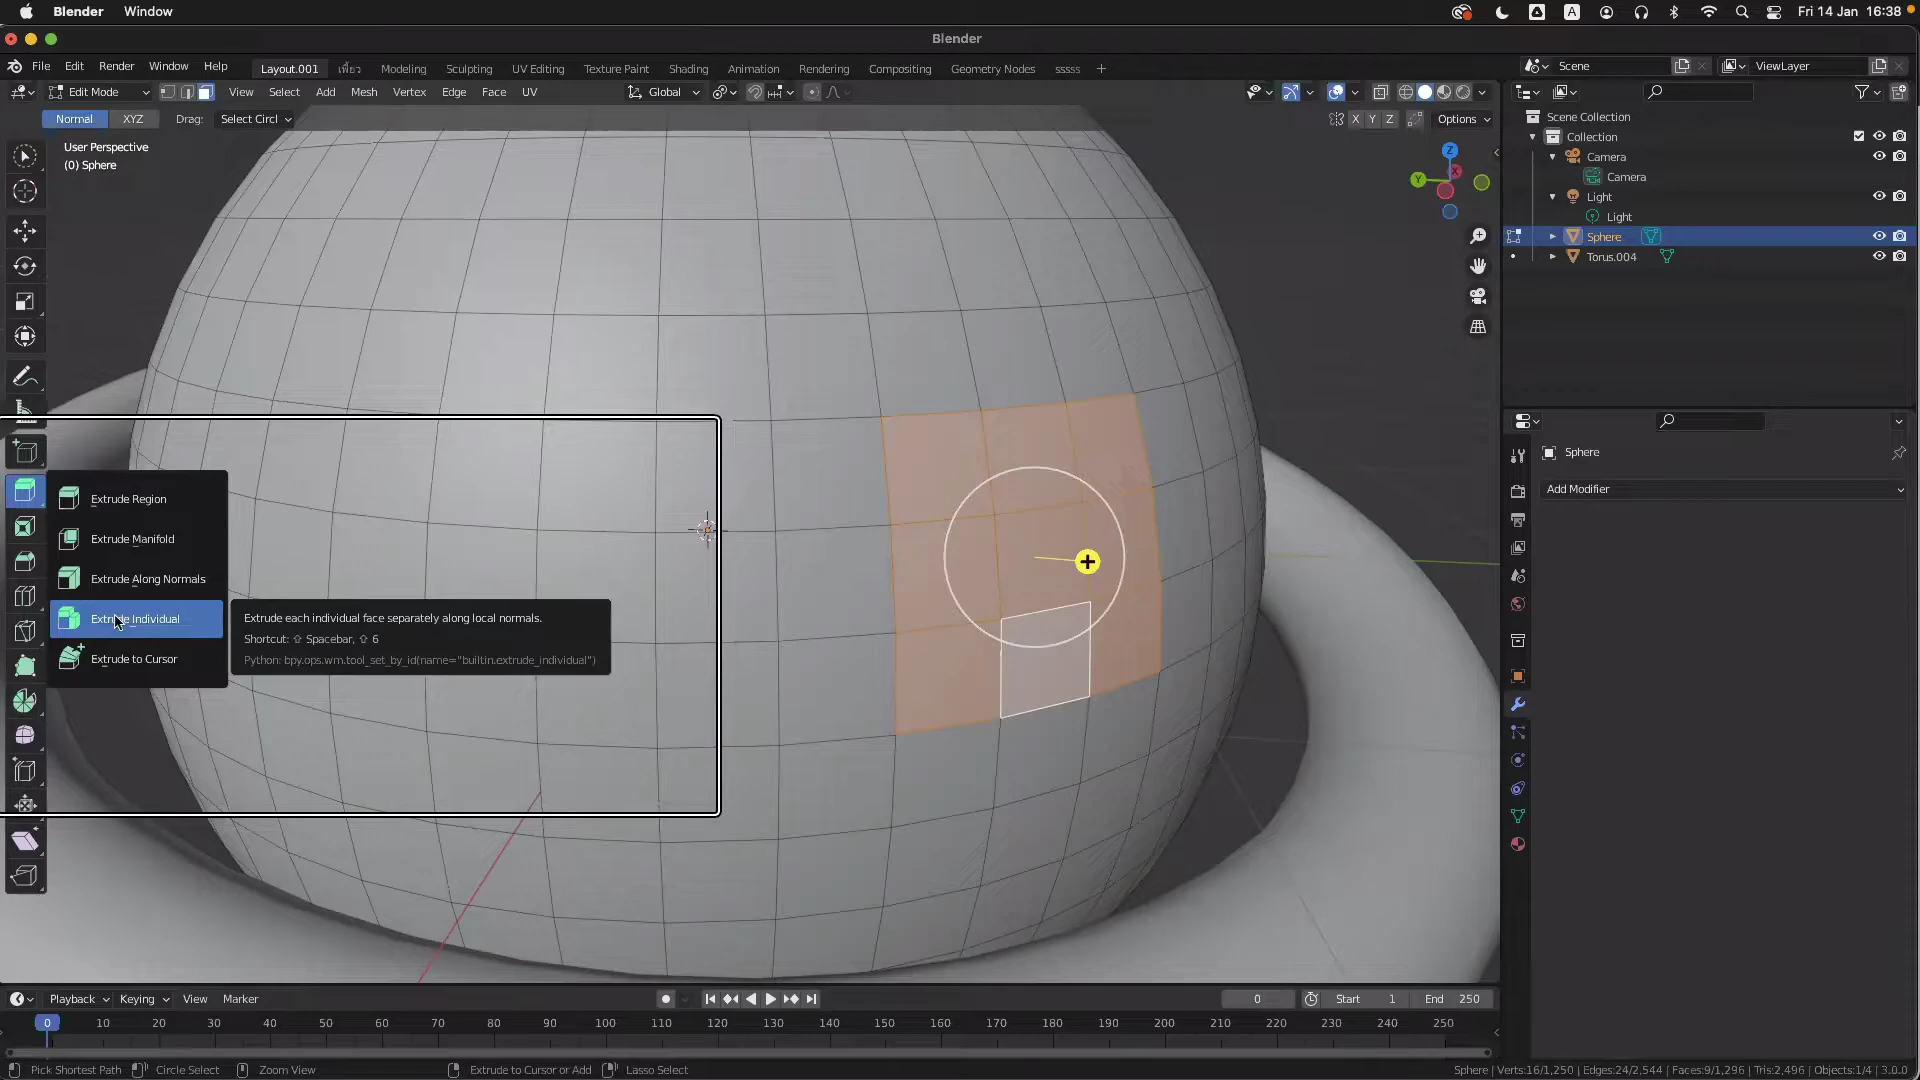 Blender Window
Fri 14 Jan 16:38
Blender
File Edit Render Window Help
Layout.001 เพี้ยว Modeling Sculpting UV Editing Texture Paint Shading Animation Rendering Compositing Geometry Nodes sssss +
Scene
ViewLayer
Edit Mode View Select Add Mesh Vertex Edge Face UV
Global
Normal XYZ Drag: Select Circl
X Y Z Options
User Perspective
(0) Sphere
Z
Y
X
Scene Collection
Collection
Camera
Camera
Light
Light
Sphere
Torus.004
Sphere
Add Modifier
Extrude Region
Extrude Manifold
Extrude Along Normals
Extrude Individual
Extrude to Cursor
Extrude each individual face separately along local normals.
Shortcut: ⇧ Spacebar, ⇧ 6
Python: bpy.ops.wm.tool_set_by_id(name="builtin.extrude_individual")
Playback Keying View Marker
0 Start 1 End 250
0 10 20 30 40 50 60 70 80 90 100 110 120 130 140 150 160 170 180 190 200 210 220 230 240 250
Pick Shortest Path Circle Select Zoom View Extrude to Cursor or Add Lasso Select
Sphere | Verts:16/1,250 | Edges:24/2,544 | Faces:9/1,296 | Tris:2,496 | Objects:1/4 | 3.0.0